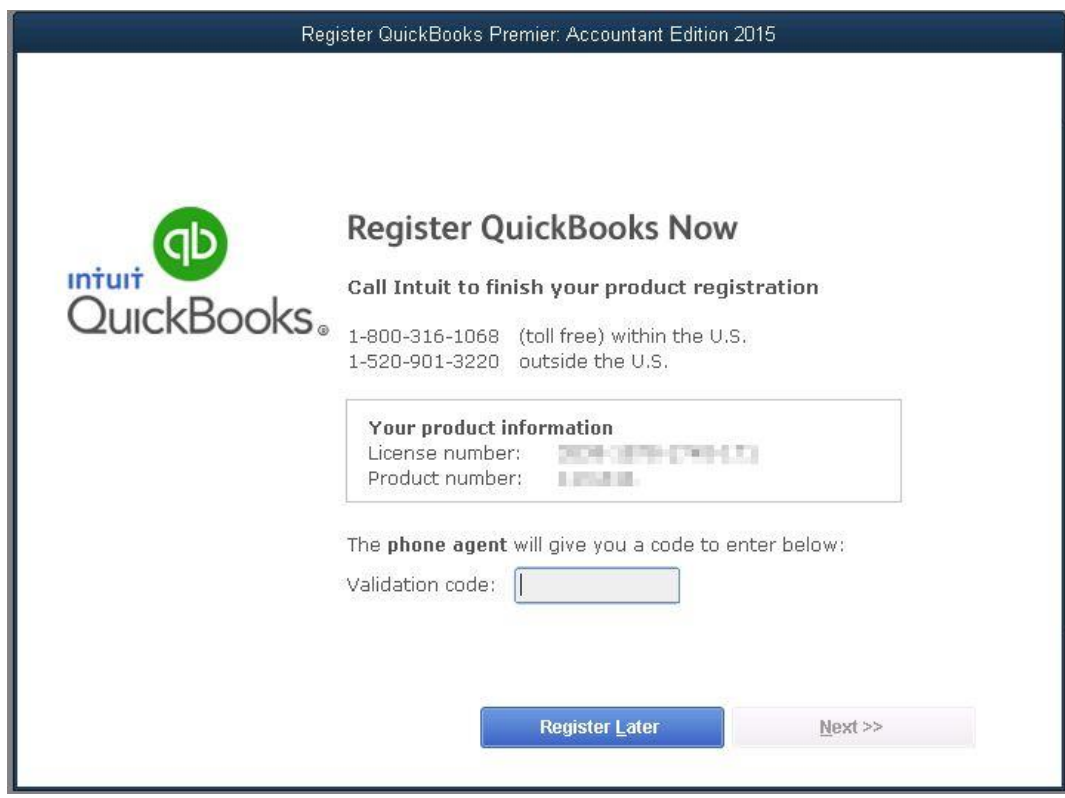 Register QuickBooks Premier: Accountant Edition 2015
qb
intuit
QuickBooks®
Register QuickBooks Now
Call Intuit to finish your product registration
1-800-316-1068 (toll free) within the U.S.
1-520-901-3220 outside the U.S.
Your product information
License number:
Product number:
The phone agent will give you a code to enter below:
Validation code:
Register Later
Next >>